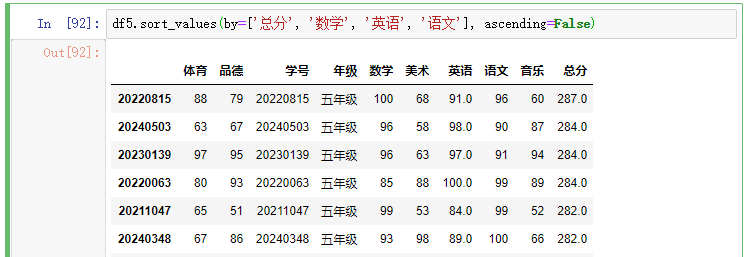 In [92]: df5.sort_values(by=['总分', '数学', '英语', '语文'], ascending=False)
Out[92]:
体育 品德 学号 年级 数学 美术 英语 语文 音乐 总分
20220815 88 79 20220815 五年级 100 68 91.0 96 60 287.0
20240503 63 67 20240503 五年级 96 58 98.0 90 87 284.0
20230139 97 95 20230139 五年级 96 63 97.0 91 94 284.0
20220063 80 93 20220063 五年级 85 88 100.0 99 89 284.0
20211047 65 51 20211047 五年级 99 53 84.0 99 52 282.0
20240348 67 86 20240348 五年级 93 98 89.0 100 66 282.0